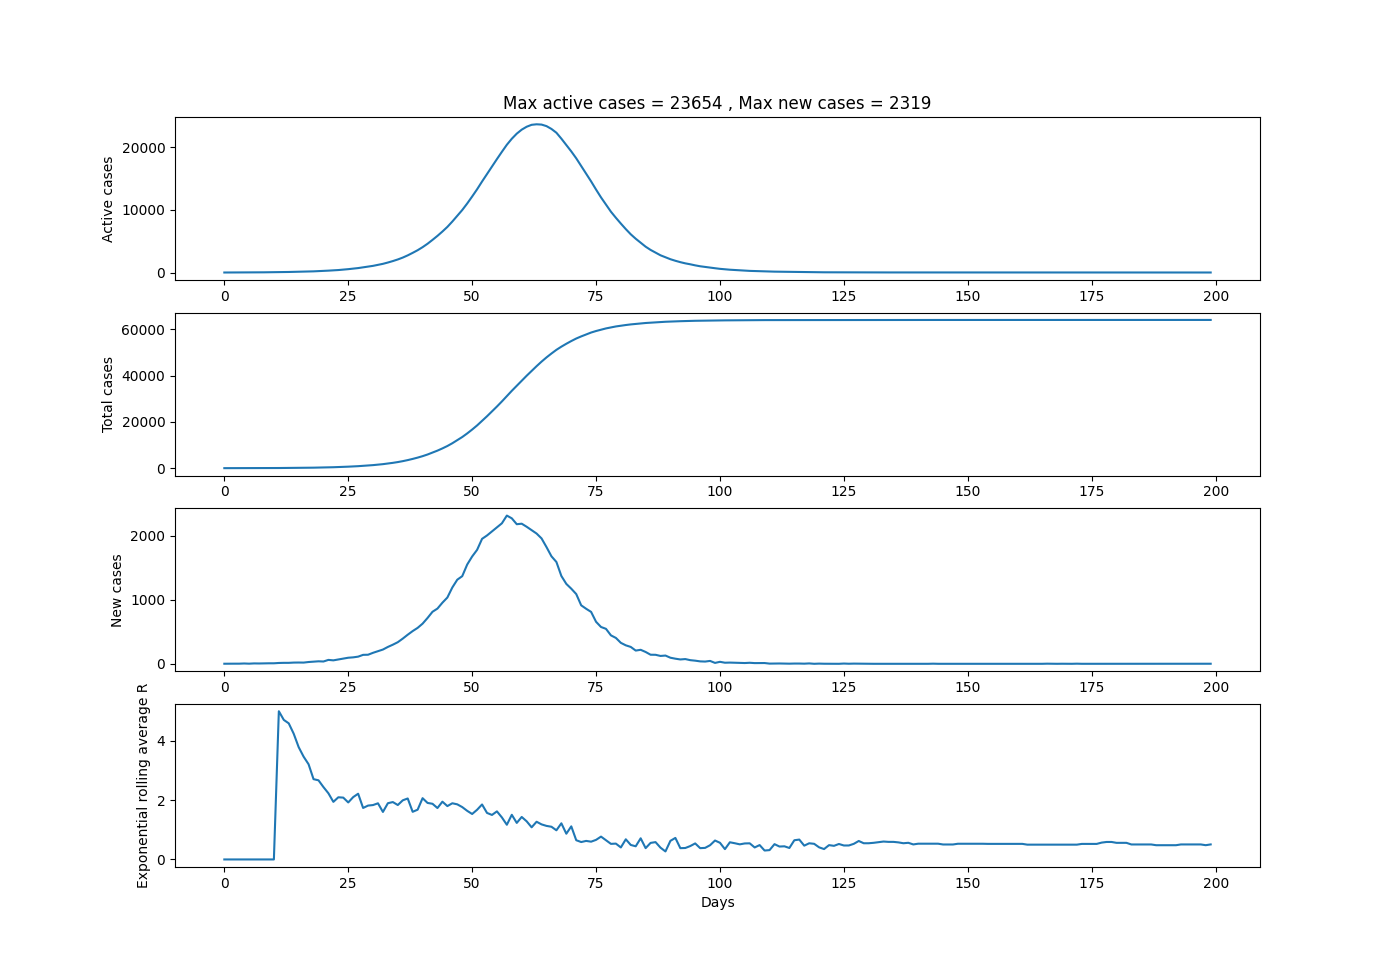 Max active cases = 23654 , Max new cases = 2319
Active cases
20000
10000
0
0 25 50 75 100 125 150 175 200
Total cases
60000
40000
20000
0
0 25 50 75 100 125 150 175 200
New cases
2000
1000
0
0 25 50 75 100 125 150 175 200
Exponential rolling average R
4
2
0
0 25 50 75 100 125 150 175 200
Days